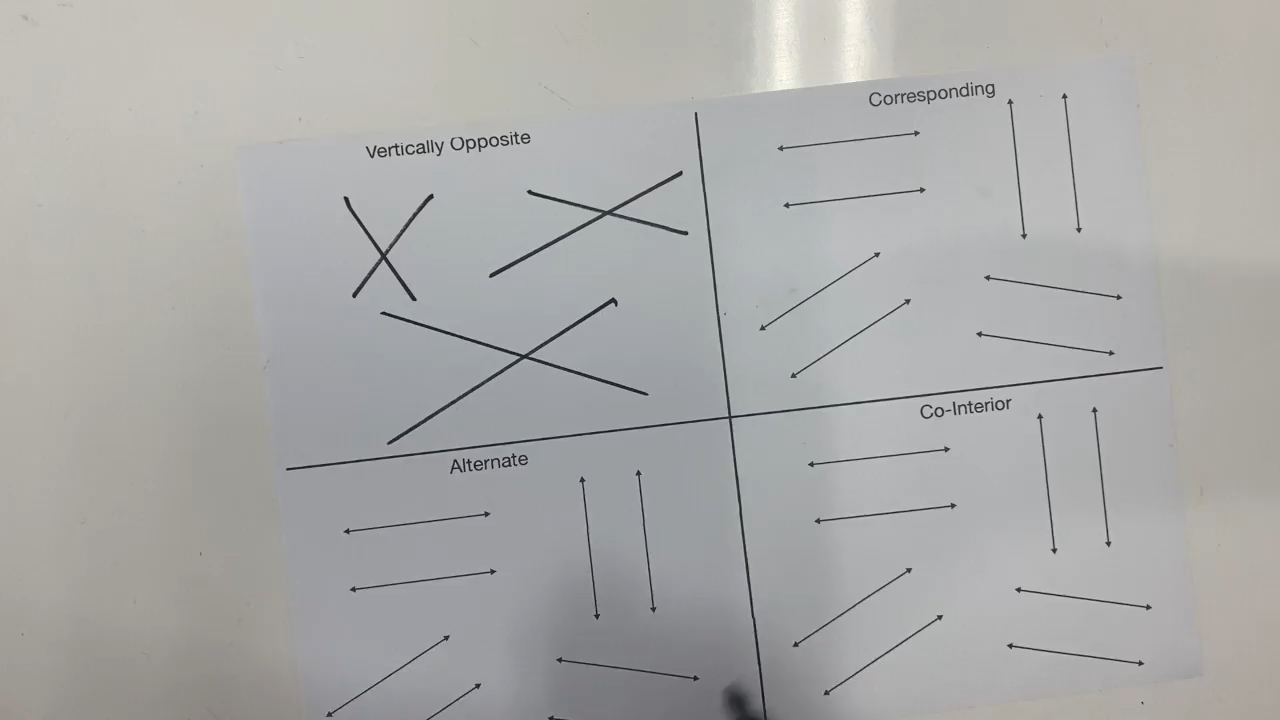 Vertically Opposite
Corresponding
Alternate
Co-Interior